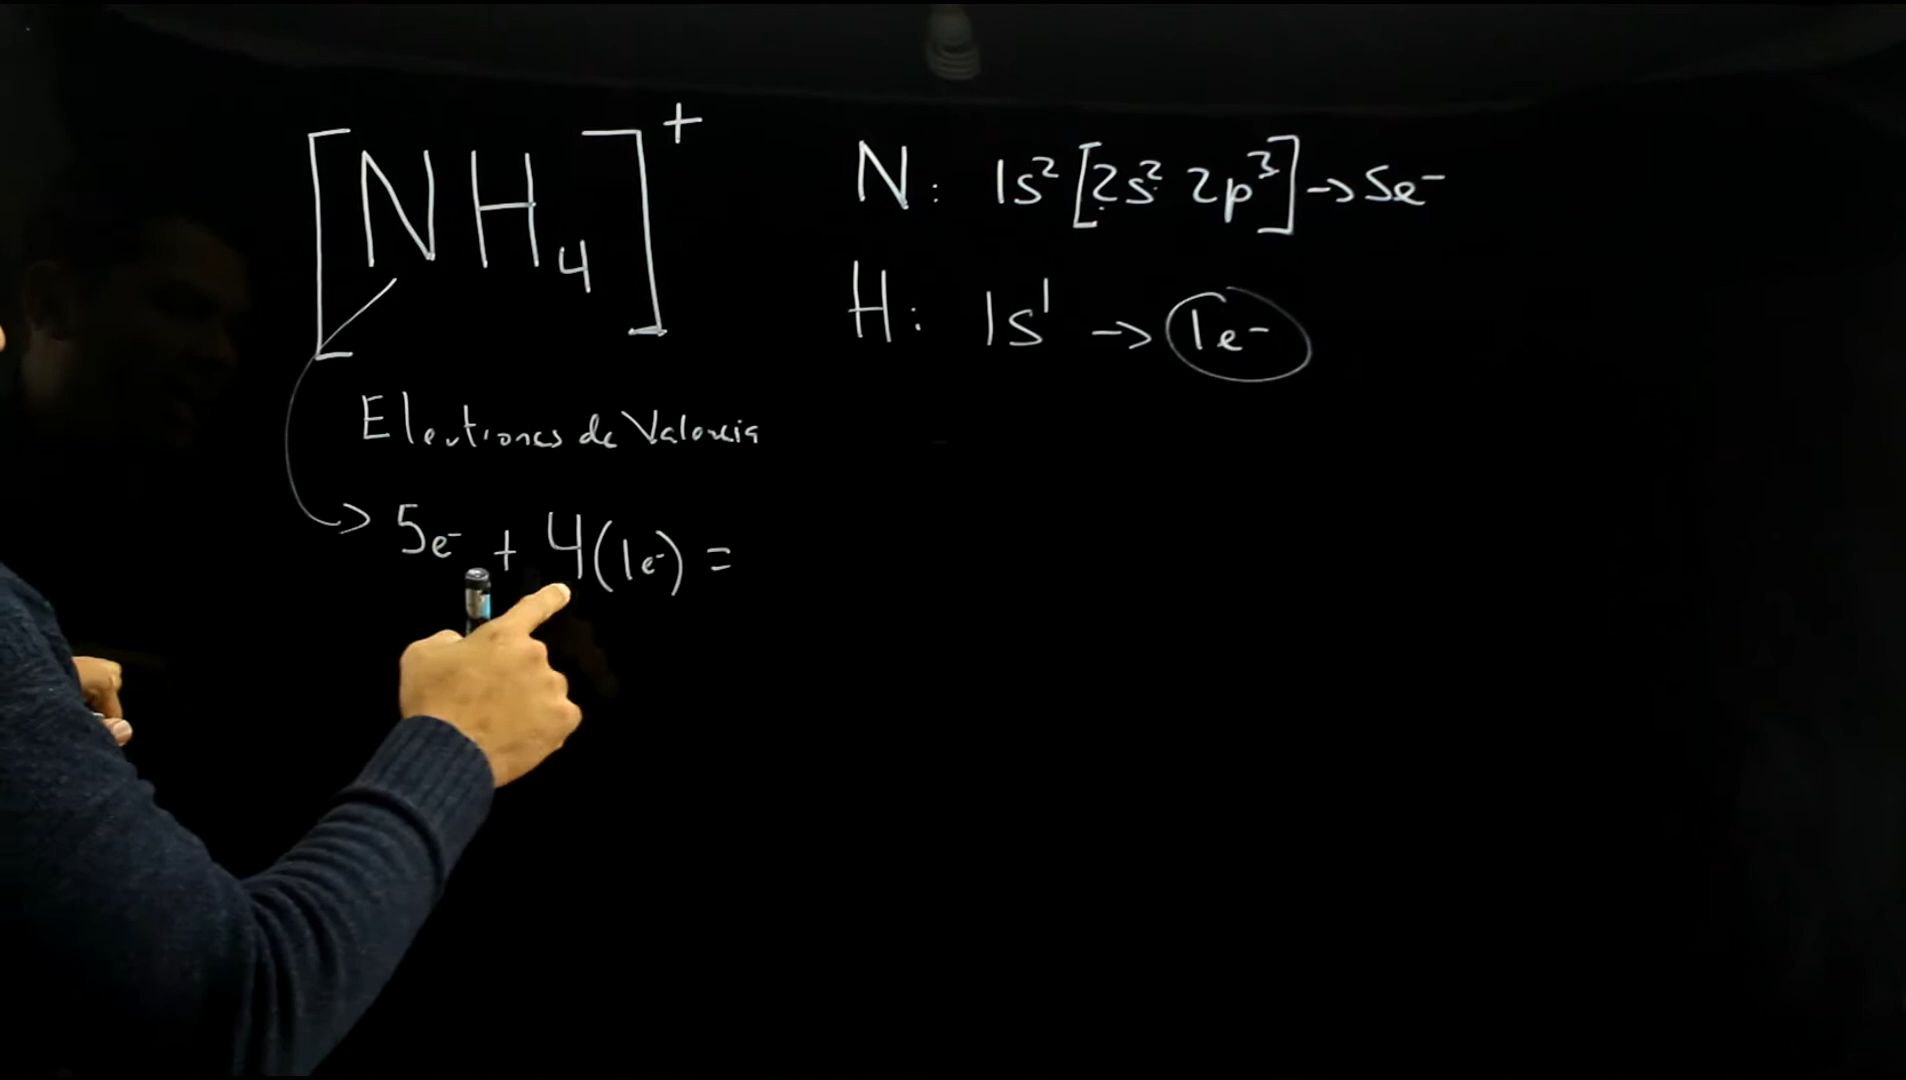 [NH₄]⁺
N: 1s² [2s² 2p³] → 5e⁻
H: 1s¹ → 1e⁻
Electrones de Valencia
5e⁻ + 4(1e⁻) =